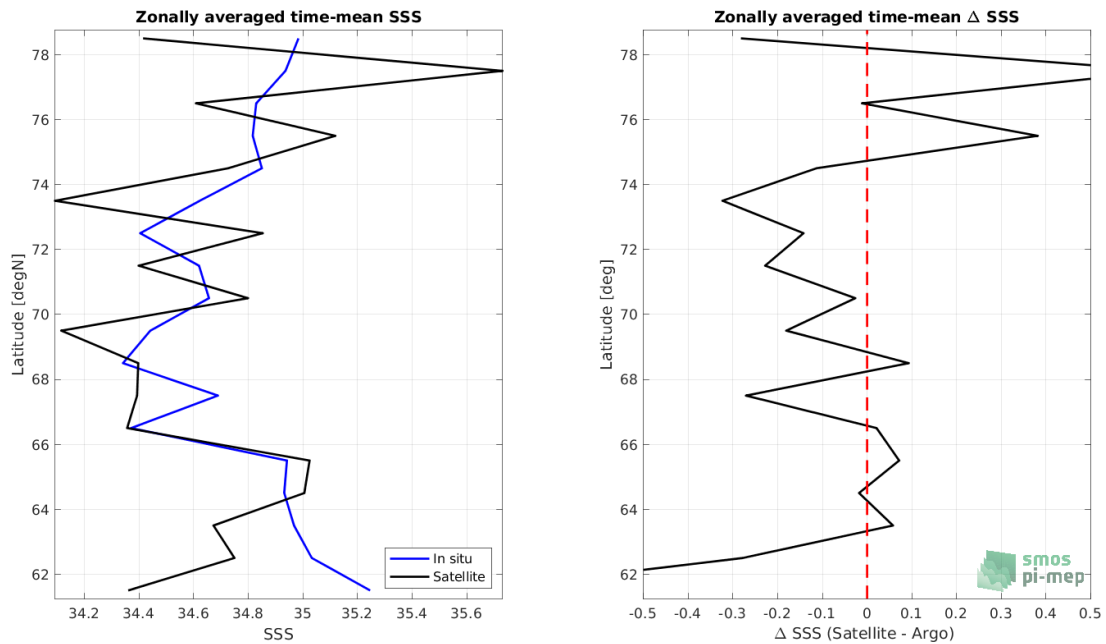 Zonally averaged time-mean SSS
78
76
74
72
70
68
66
64
62
Latitude [degN]
34.2 34.4 34.6 34.8 35 35.2 35.4 35.6
SSS
In situ
Satellite
Zonally averaged time-mean Δ SSS
78
76
74
72
70
68
66
64
62
Latitude [deg]
-0.5 -0.4 -0.3 -0.2 -0.1 0 0.1 0.2 0.3 0.4 0.5
Δ SSS (Satellite - Argo)
smos
pi-mep